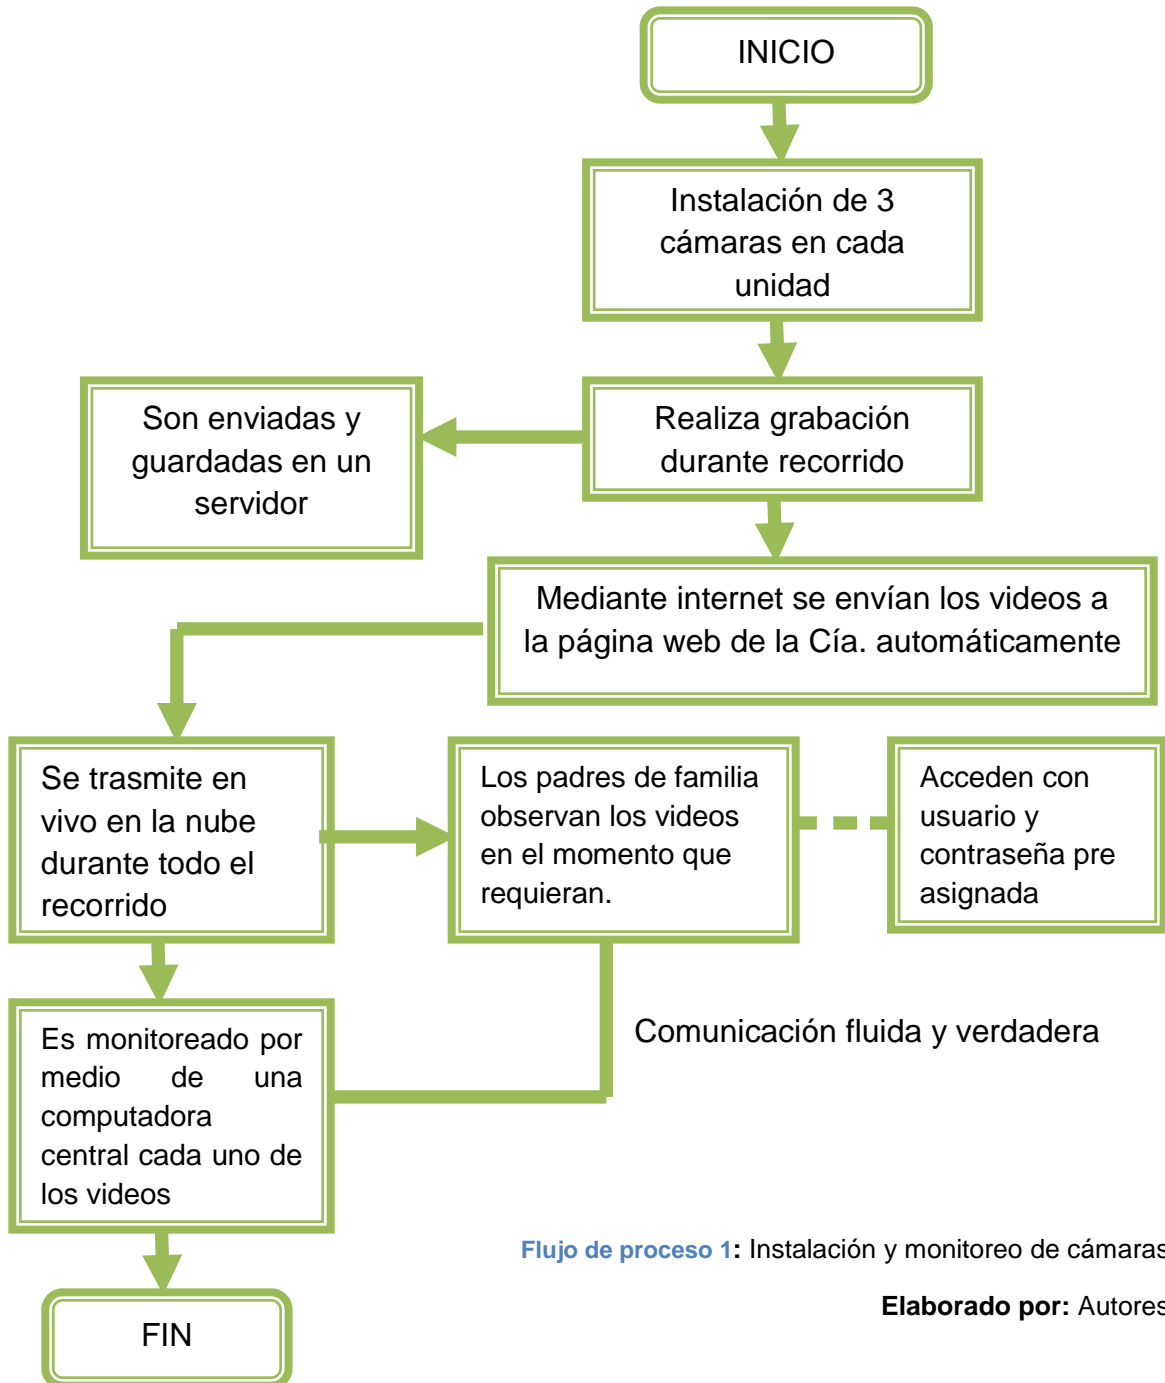 INICIO
Instalación de 3
cámaras en cada
unidad
Son enviadas y
guardadas en un
servidor
Realiza grabación
durante recorrido
Mediante internet se envían los videos a
la página web de la Cía. automáticamente
Se trasmite en
vivo en la nube
durante todo el
recorrido
Los padres de familia
observan los videos
en el momento que
requieran.
Acceden con
usuario y
contraseña pre
asignada
Es monitoreado por
medio de una
computadora
central cada uno de
los videos
Comunicación fluida y verdadera
Flujo de proceso 1: Instalación y monitoreo de cámaras
Elaborado por: Autores
FIN